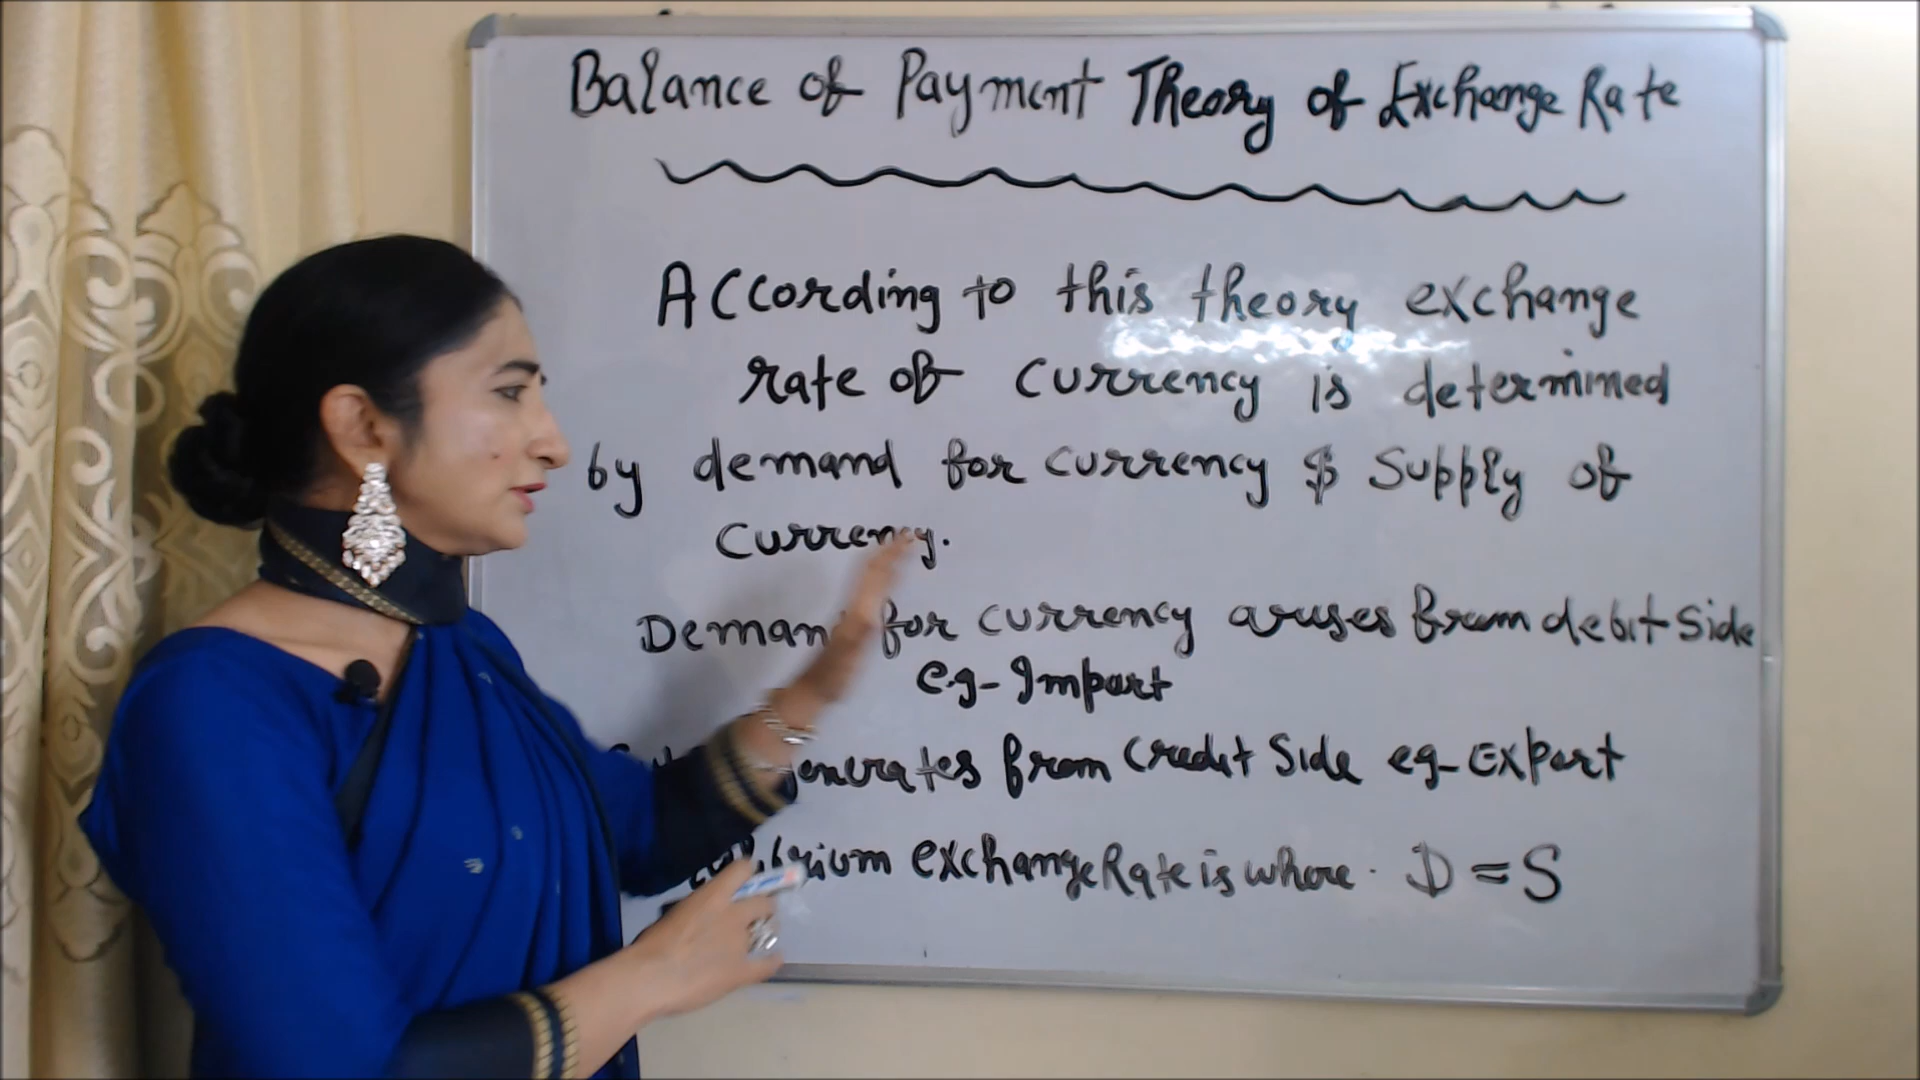 Balance of Payment Theory of Exchange Rate
According to this theory exchange
rate of currency is determined
by demand for currency & Supply of
Currency.
Demand for currency aruses from debit side
eg- Import
generates from Credit Side eg- Export
exchange Rate is where. D = S